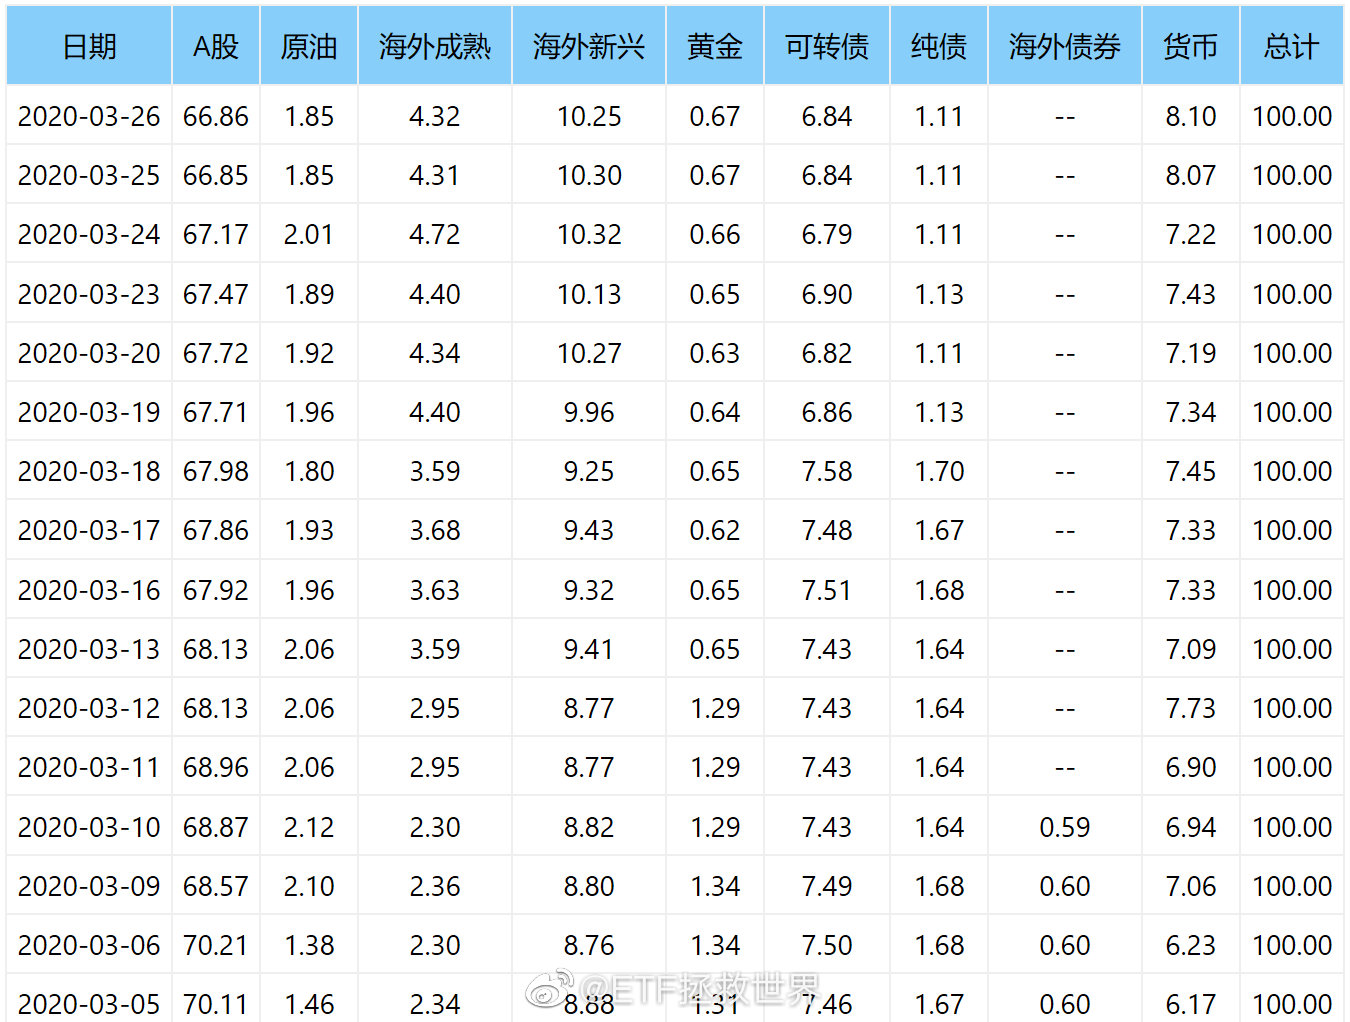 日期 A股 原油 海外成熟 海外新兴 黄金 可转债 纯债 海外债券 货币 总计
2020-03-26 66.86 1.85 4.32 10.25 0.67 6.84 1.11 -- 8.10 100.00
2020-03-25 66.85 1.85 4.31 10.30 0.67 6.84 1.11 -- 8.07 100.00
2020-03-24 67.17 2.01 4.72 10.32 0.66 6.79 1.11 -- 7.22 100.00
2020-03-23 67.47 1.89 4.40 10.13 0.65 6.90 1.13 -- 7.43 100.00
2020-03-20 67.72 1.92 4.34 10.27 0.63 6.82 1.11 -- 7.19 100.00
2020-03-19 67.71 1.96 4.40 9.96 0.64 6.86 1.13 -- 7.34 100.00
2020-03-18 67.98 1.80 3.59 9.25 0.65 7.58 1.70 -- 7.45 100.00
2020-03-17 67.86 1.93 3.68 9.43 0.62 7.48 1.67 -- 7.33 100.00
2020-03-16 67.92 1.96 3.63 9.32 0.65 7.51 1.68 -- 7.33 100.00
2020-03-13 68.13 2.06 3.59 9.41 0.65 7.43 1.64 -- 7.09 100.00
2020-03-12 68.13 2.06 2.95 8.77 1.29 7.43 1.64 -- 7.73 100.00
2020-03-11 68.96 2.06 2.95 8.77 1.29 7.43 1.64 -- 6.90 100.00
2020-03-10 68.87 2.12 2.30 8.82 1.29 7.43 1.64 0.59 6.94 100.00
2020-03-09 68.57 2.10 2.36 8.80 1.34 7.49 1.68 0.60 7.06 100.00
2020-03-06 70.21 1.38 2.30 8.76 1.34 7.50 1.68 0.60 6.23 100.00
2020-03-05 70.11 1.46 2.34 8.88 1.31 7.46 1.67 0.60 6.17 100.00
@ETF拯救世界